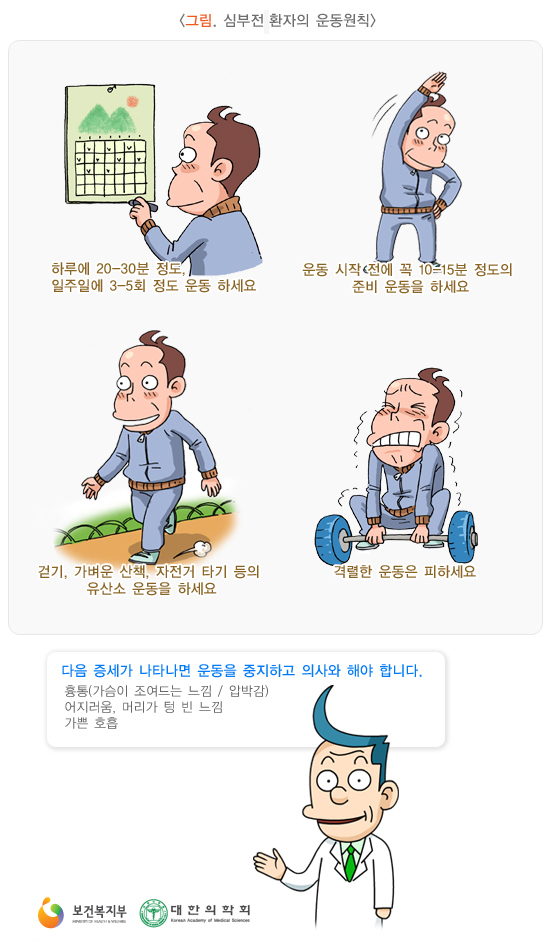 <그림. 심부전 환자의 운동원칙>
하루에 20-30분 정도,
일주일에 3-5회 정도 운동 하세요
운동 시작 전에 꼭 10-15분 정도의
준비 운동을 하세요
걷기, 가벼운 산책, 자전거 타기 등의
유산소 운동을 하세요
격렬한 운동은 피하세요
다음 증세가 나타나면 운동을 중지하고 의사와 해야 합니다.
흉통(가슴이 조여드는 느낌 / 압박감)
어지러움, 머리가 텅 빈 느낌
가쁜 호흡
보건복지부
MINISTRY OF HEALTH & WELFARE
대한의학회
Korean Academy of Medical Sciences